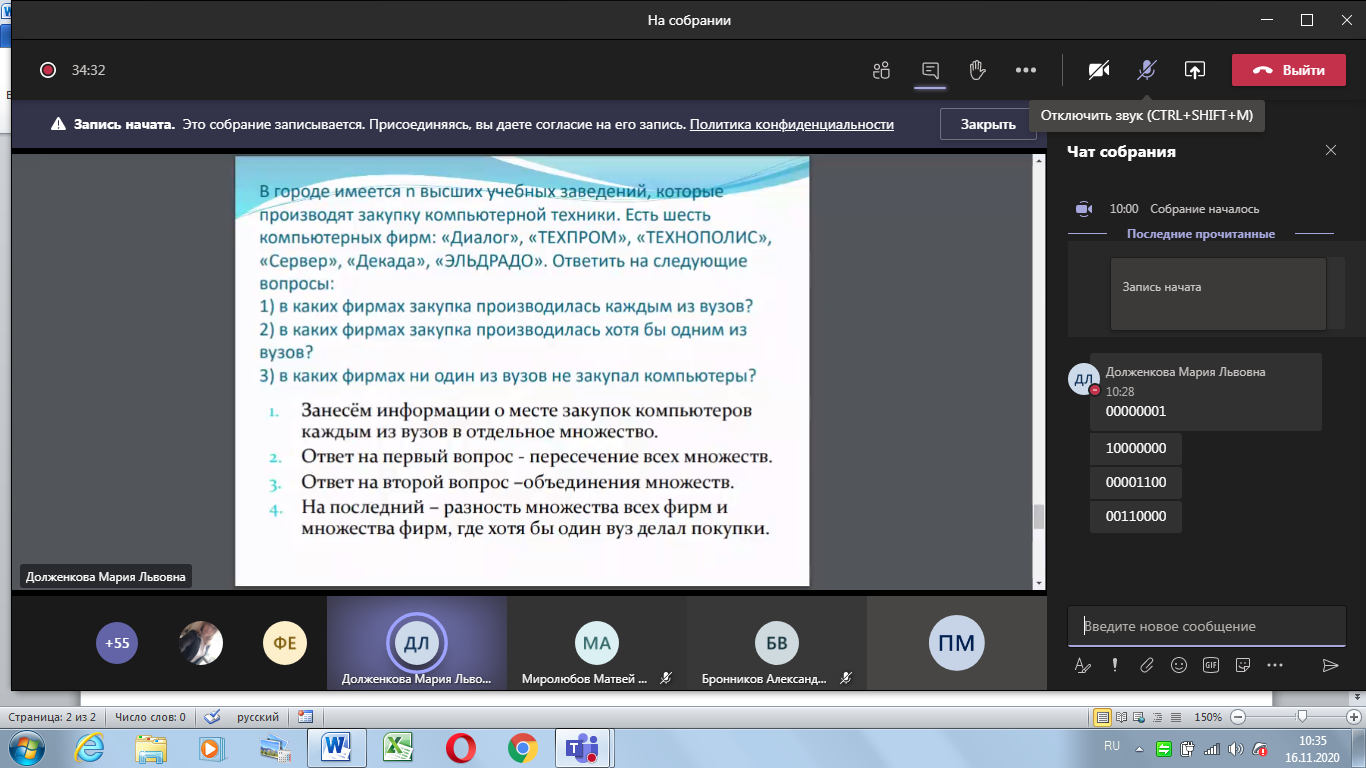 На собрании
34:32
Выйти
Запись начата. Это собрание записывается. Присоединяясь, вы даете согласие на его запись. Политика конфиденциальности
Закрыть
Отключить звук (CTRL+SHIFT+M)
В городе имеется n высших учебных заведений, которые
производят закупку компьютерной техники. Есть шесть
компьютерных фирм: «Диалог», «ТЕХПРОМ», «ТЕХНОПОЛИС»,
«Сервер», «Декада», «ЭЛЬДРАДО». Ответить на следующие
вопросы:
1) в каких фирмах закупка производилась каждым из вузов?
2) в каких фирмах закупка производилась хотя бы одним из
вузов?
3) в каких фирмах ни один из вузов не закупал компьютеры?
1. Занесём информации о месте закупок компьютеров
каждым из вузов в отдельное множество.
2. Ответ на первый вопрос - пересечение всех множеств.
3. Ответ на второй вопрос –объединения множеств.
4. На последний – разность множества всех фирм и
множества фирм, где хотя бы один вуз делал покупки.
Долженкова Мария Львовна
Чат собрания
10:00 Собрание началось
Последние прочитанные
Запись начата
ДЛ
Долженкова Мария Львовна
10:28
00000001
10000000
00001100
00110000
Введите новое сообщение
GIF
+55
ФЕ
ДЛ
Долженкова Мария Льво...
МА
Миролюбов Матвей ...
БВ
Бронников Александ...
ПМ
Страница: 2 из 2
Число слов: 0
русский
150%
RU
10:35
16.11.2020